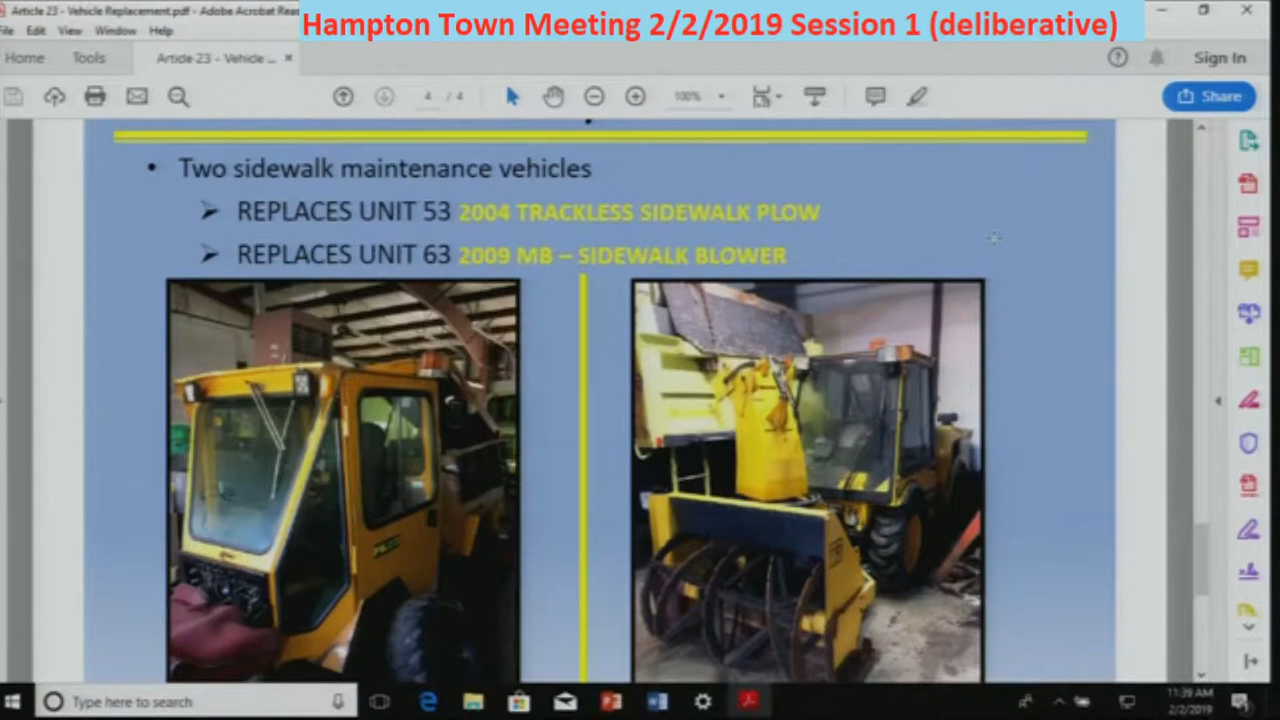 Article 23 - Vehicle Replacement.pdf - Adobe Acrobat Rea
Hampton Town Meeting 2/2/2019 Session 1 (deliberative)
File Edit View Window Help
Home Tools Article 23 - Vehicle ... × Sign In
4 / 4 100% Share
• Two sidewalk maintenance vehicles
➢ REPLACES UNIT 53 2004 TRACKLESS SIDEWALK PLOW
➢ REPLACES UNIT 63 2009 MB – SIDEWALK BLOWER
Type here to search
11:39 AM
2/2/2019